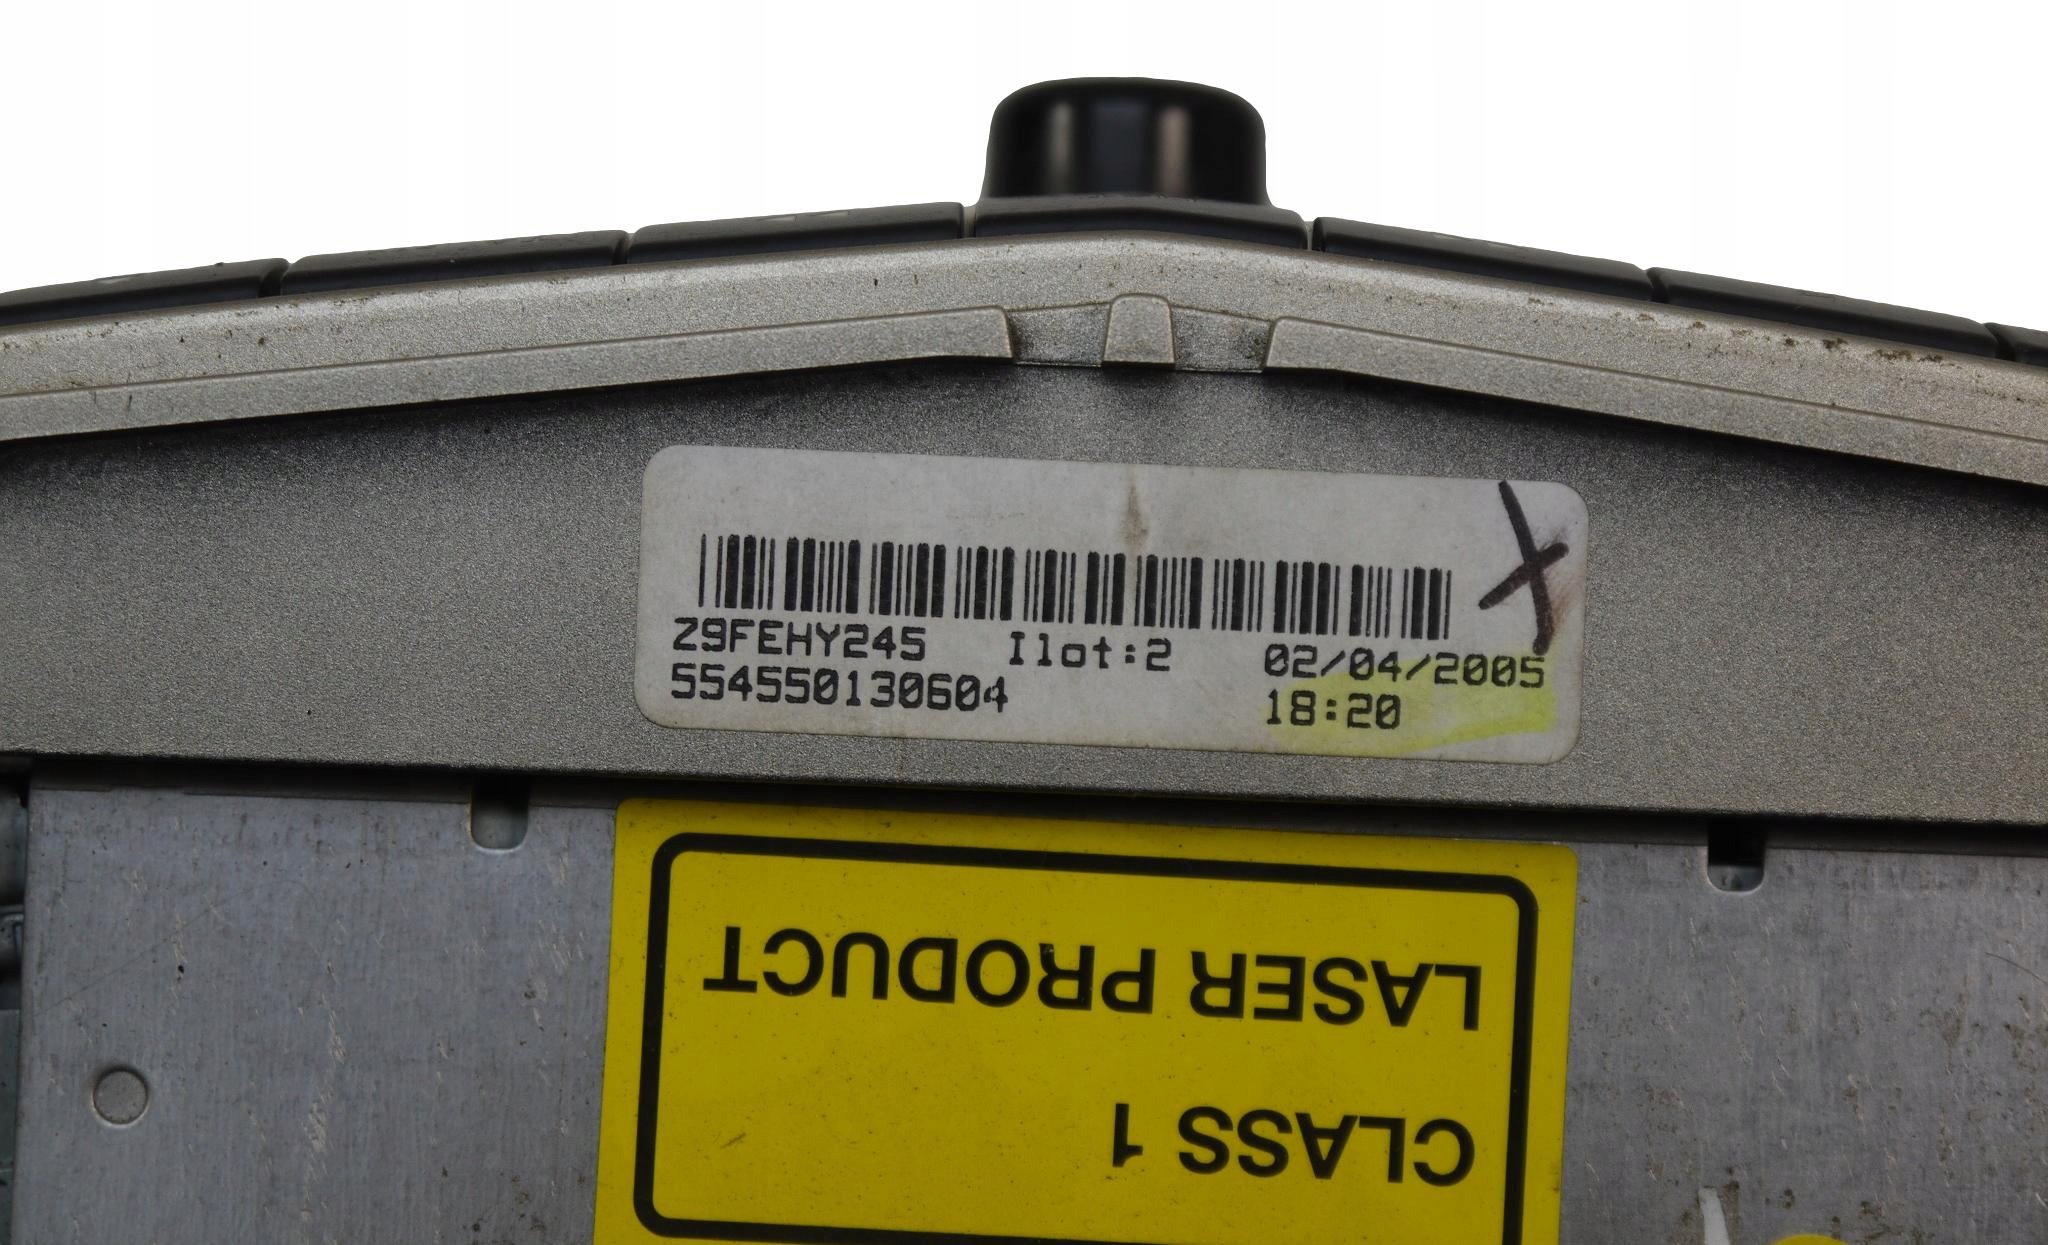 Z9FEHY245 Ilot:2 02/04/2005
554550130604 18:20
CLASS 1
LASER PRODUCT